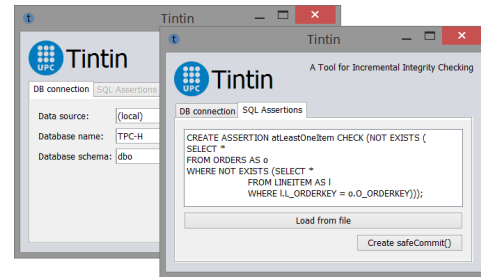 Tintin
UPC
Tintin
DB connection
SQL Assertions
Data source:
(local)
Database name:
TPC-H
Database schema:
dbo
Tintin
UPC
Tintin
A Tool for Incremental Integrity Checking
DB connection
SQL Assertions
CREATE ASSERTION atLeastOneItem CHECK (NOT EXISTS (
SELECT *
FROM ORDERS AS o
WHERE NOT EXISTS (SELECT *
FROM LINEITEM AS l
WHERE l.L_ORDERKEY = o.O_ORDERKEY)));
Load from file
Create safeCommit()